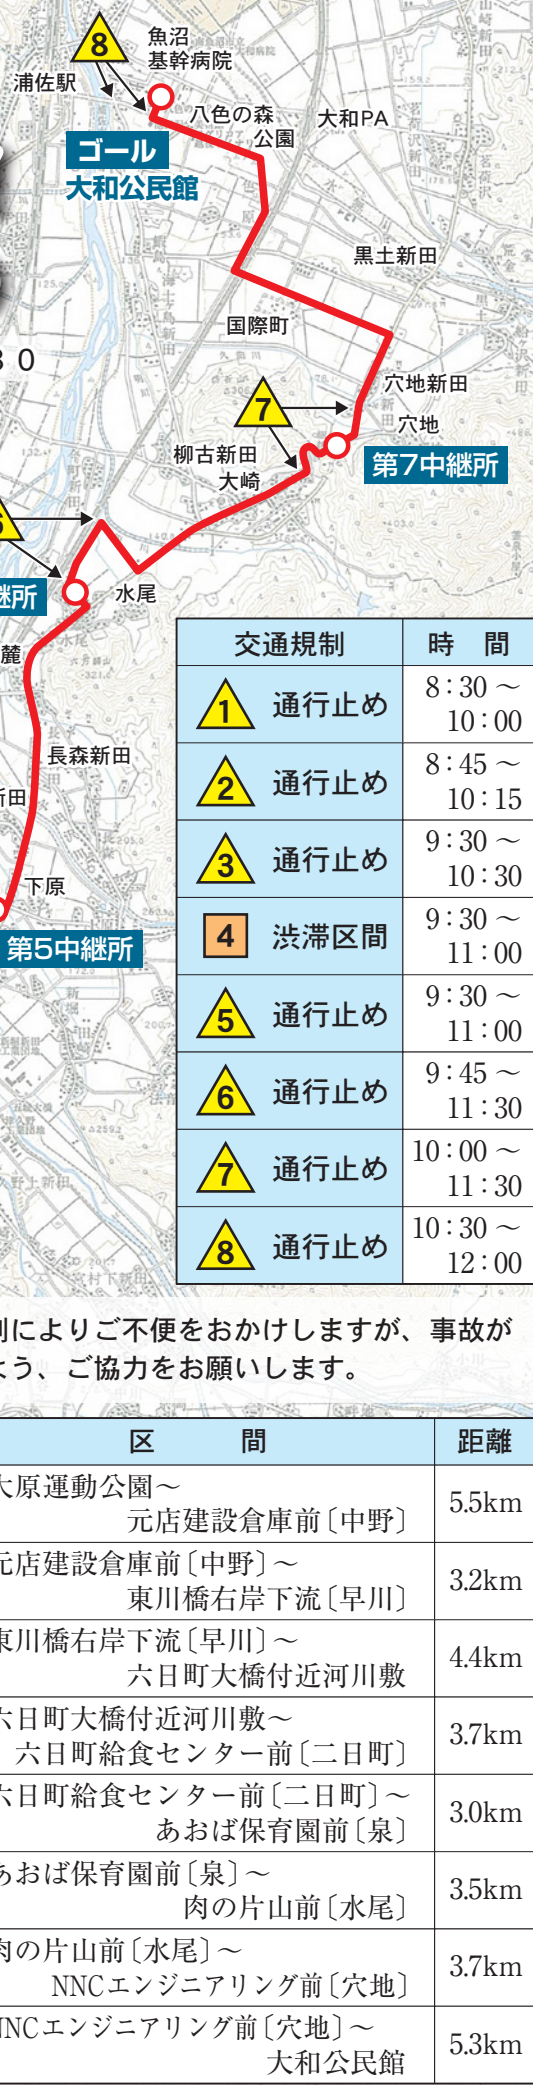 8
魚沼
基幹病院
浦佐駅
八色の森
公園
大和PA
ゴール
大和公民館
黒土新田
国際町
30
穴地新田
7
穴地
柳古新田
大崎
第7中継所
6
継所
水尾
麓
長森新田
新田
下原
第5中継所
交通規制 時 間
1 通行止め 8:30～
10:00
2 通行止め 8:45～
10:15
3 通行止め 9:30～
10:30
4 渋滞区間 9:30～
11:00
5 通行止め 9:30～
11:00
6 通行止め 9:45～
11:30
7 通行止め 10:00～
11:30
8 通行止め 10:30～
12:00
制によりご不便をおかけしますが、事故が
よう、ご協力をお願いします。
区 間 距離
大原運動公園～
元店建設倉庫前〔中野〕 5.5km
元店建設倉庫前〔中野〕～
東川橋右岸下流〔早川〕 3.2km
東川橋右岸下流〔早川〕～
六日町大橋付近河川敷 4.4km
六日町大橋付近河川敷～
六日町給食センター前〔二日町〕 3.7km
六日町給食センター前〔二日町〕～
あおば保育園前〔泉〕 3.0km
あおば保育園前〔泉〕～
肉の片山前〔水尾〕 3.5km
肉の片山前〔水尾〕～
NNCエンジニアリング前〔穴地〕 3.7km
NNCエンジニアリング前〔穴地〕～
大和公民館 5.3km